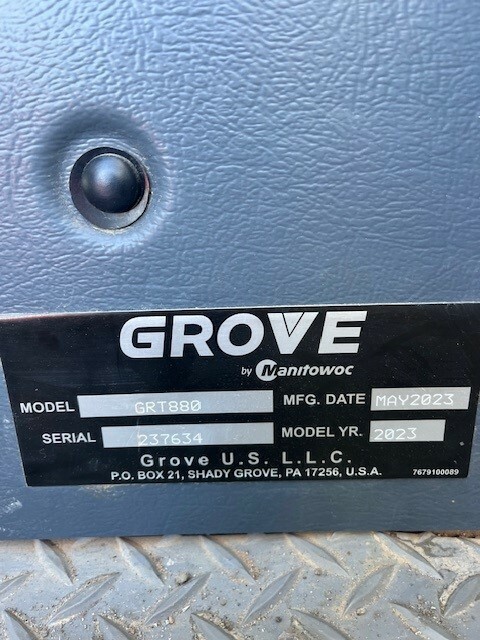 GROVE
by Manitowoc
MODEL GRT880 MFG. DATE MAY2023
SERIAL 237634 MODEL YR. 2023
Grove U.S. L.L.C.
P.O. BOX 21, SHADY GROVE, PA 17256, U.S.A. 7679100089